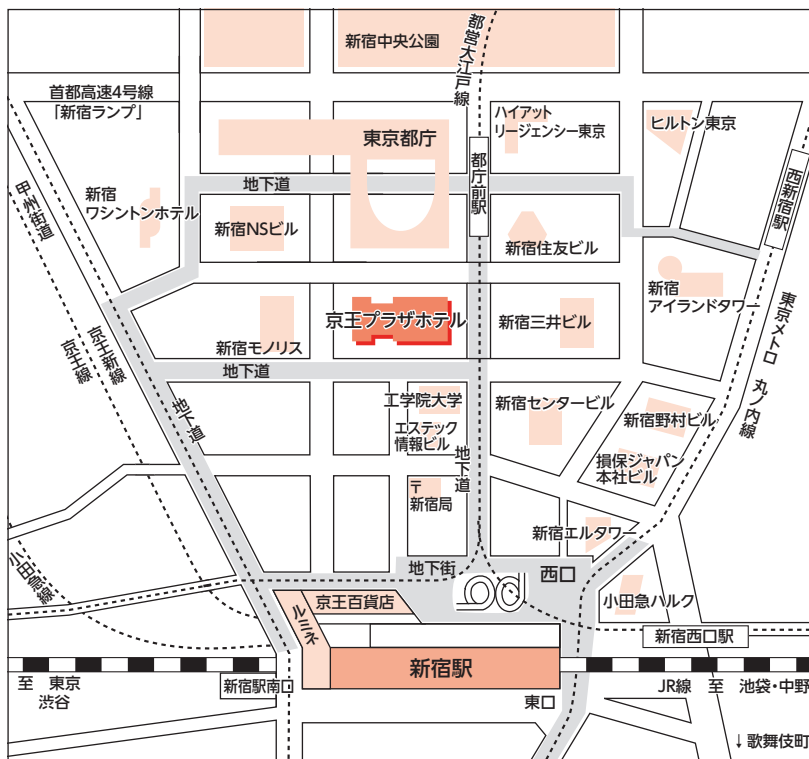 新宿中央公園
都営大江戸線
首都高速4号線
「新宿ランプ」
ハイアット
リージェンシー東京
ヒルトン東京
東京都庁
都庁前駅
西新宿駅
地下道
新宿
ワシントンホテル
甲州街道
新宿NSビル
新宿住友ビル
新宿
アイランドタワー
京王プラザホテル
新宿三井ビル
新宿モノリス
東京メトロ 丸ノ内線
京王新線
京王線
地下道
地下道
工学院大学
エステック
情報ビル
新宿センタービル
新宿野村ビル
地下道
損保ジャパン
本社ビル
〒
新宿局
新宿エルタワー
小田急線
地下街
西口
京王百貨店
小田急ハルク
ルミネ
新宿西口駅
新宿駅
至 東京
渋谷
新宿駅南口
東口
JR線 至 池袋・中野
↓歌舞伎町